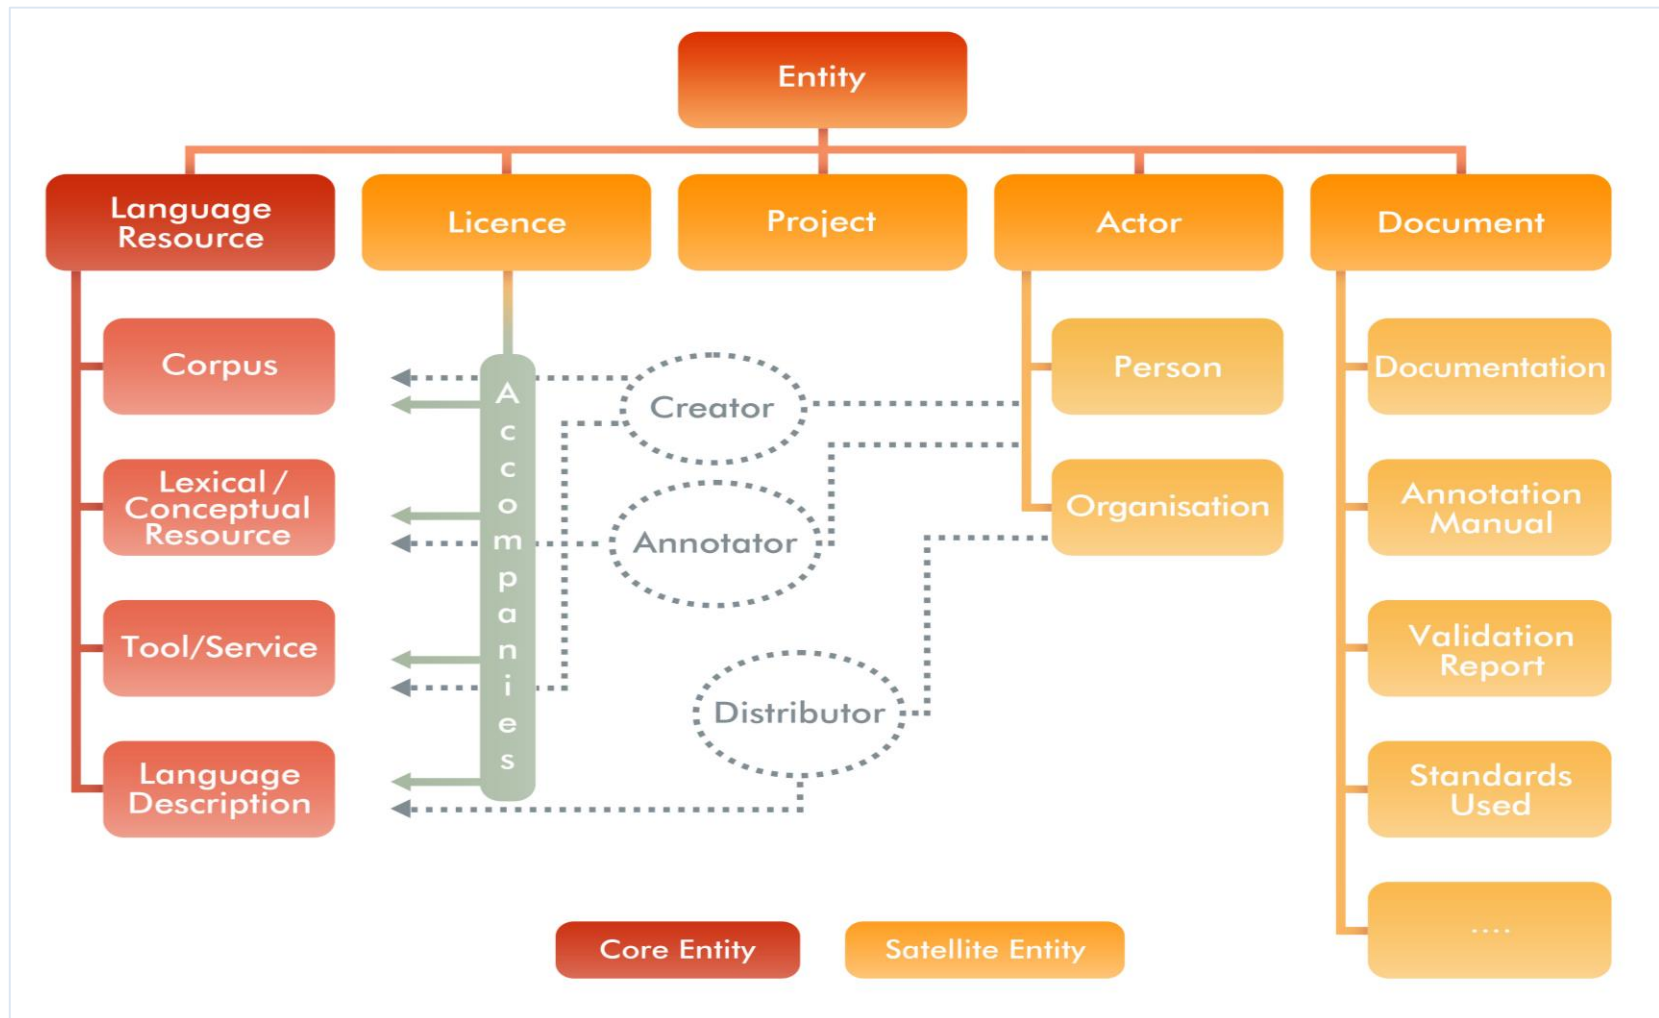 Entity
Language
Resource
Licence
Project
Actor
Document
Corpus
Lexical /
Conceptual
Resource
Tool/Service
Language
Description
Accompanies
Creator
Annotator
Distributor
Person
Organisation
Documentation
Annotation
Manual
Validation
Report
Standards
Used
....
Core Entity
Satellite Entity